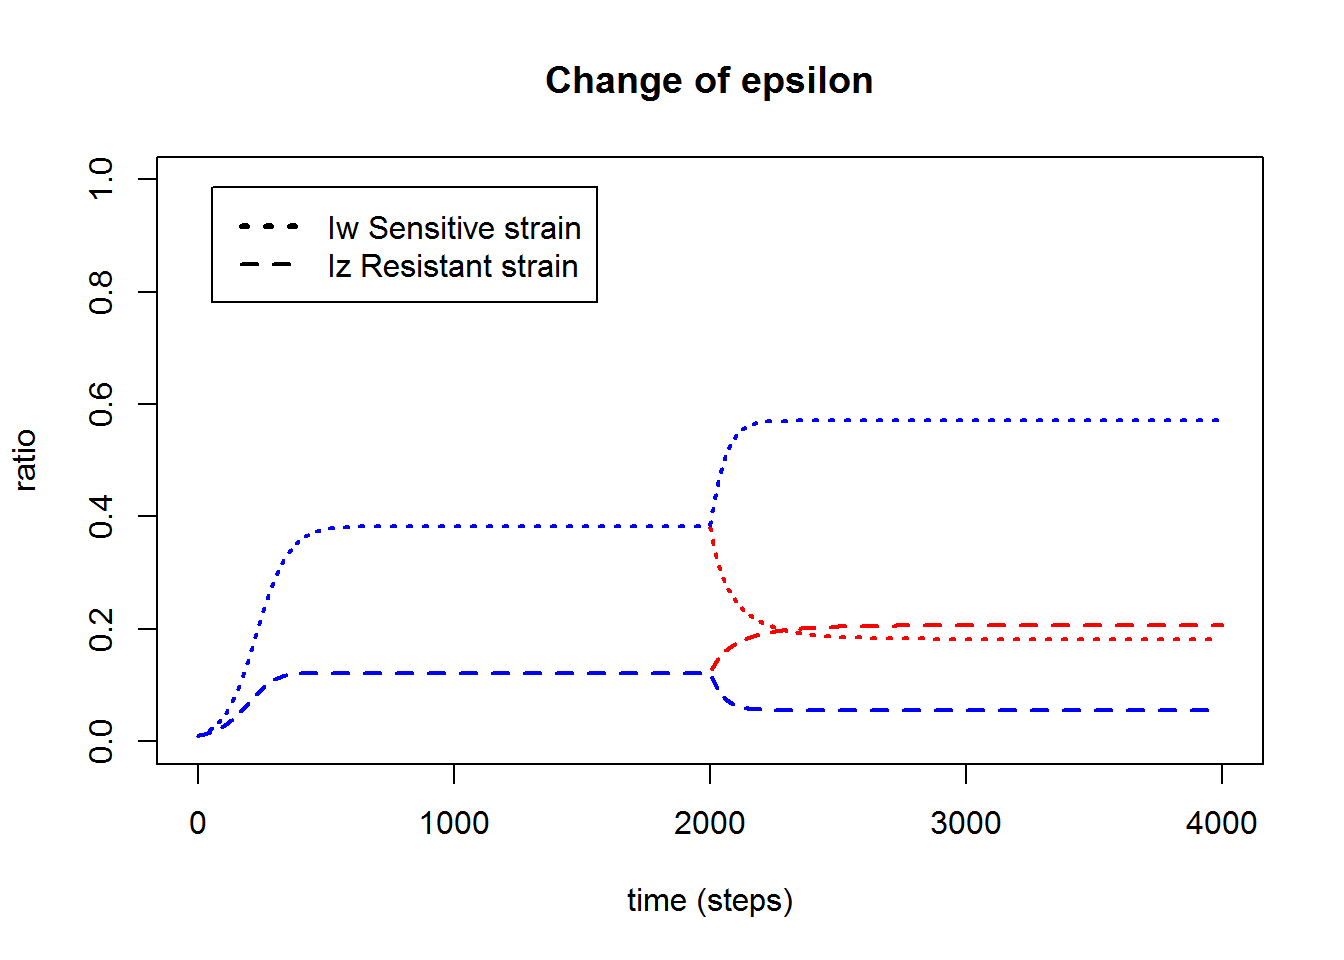 Change of epsilon
1.0
0.8
0.6
0.4
0.2
0.0
ratio
Iw Sensitive strain
Iz Resistant strain
0 1000 2000 3000 4000
time (steps)